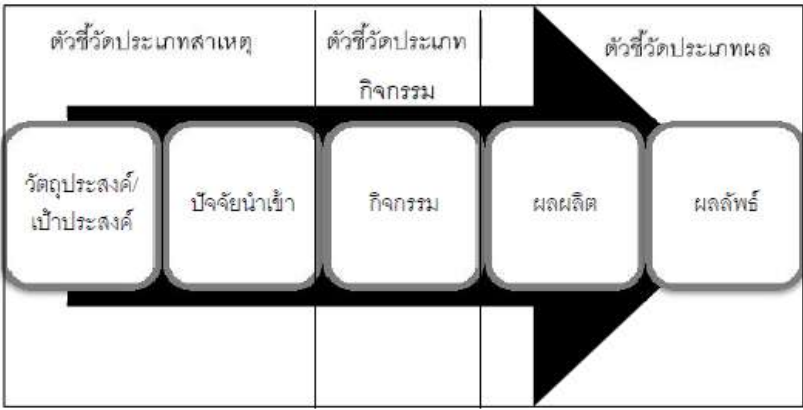 ตัวชี้วัดประเภทสาเหตุ
ตัวชี้วัดประเภท
กิจกรรม
ตัวชี้วัดประเภทผล
วัตถุประสงค์/
เป้าประสงค์
ปัจจัยนำเข้า
กิจกรรม
ผลผลิต
ผลลัพธ์